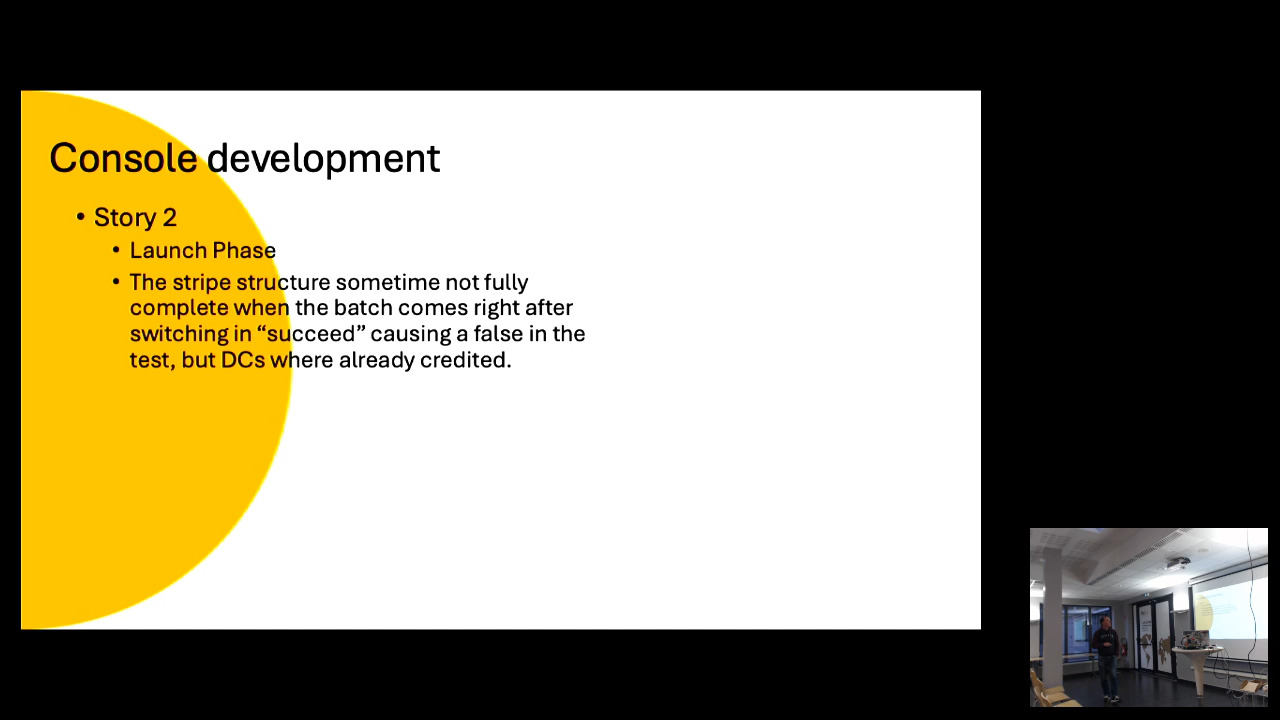 Console development
• Story 2
• Launch Phase
• The stripe structure sometime not fully
complete when the batch comes right after
switching in “succeed” causing a false in the
test, but DCs where already credited.